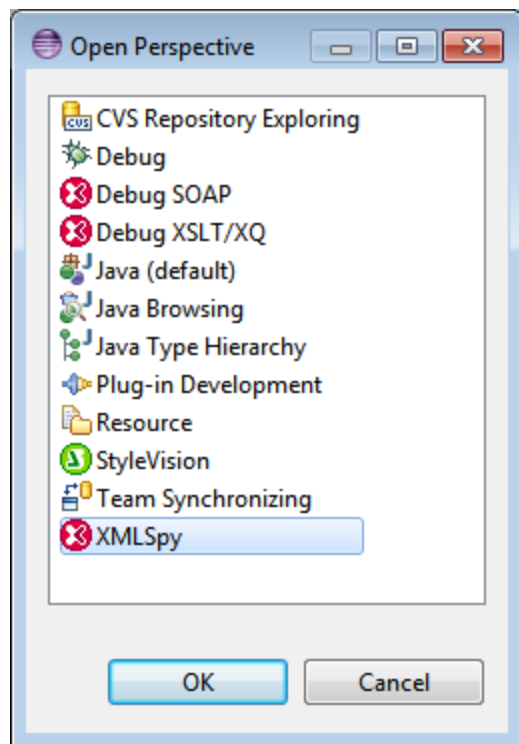 Open Perspective
CVS Repository Exploring
Debug
Debug SOAP
Debug XSLT/XQ
Java (default)
Java Browsing
Java Type Hierarchy
Plug-in Development
Resource
StyleVision
Team Synchronizing
XMLSpy
OK Cancel